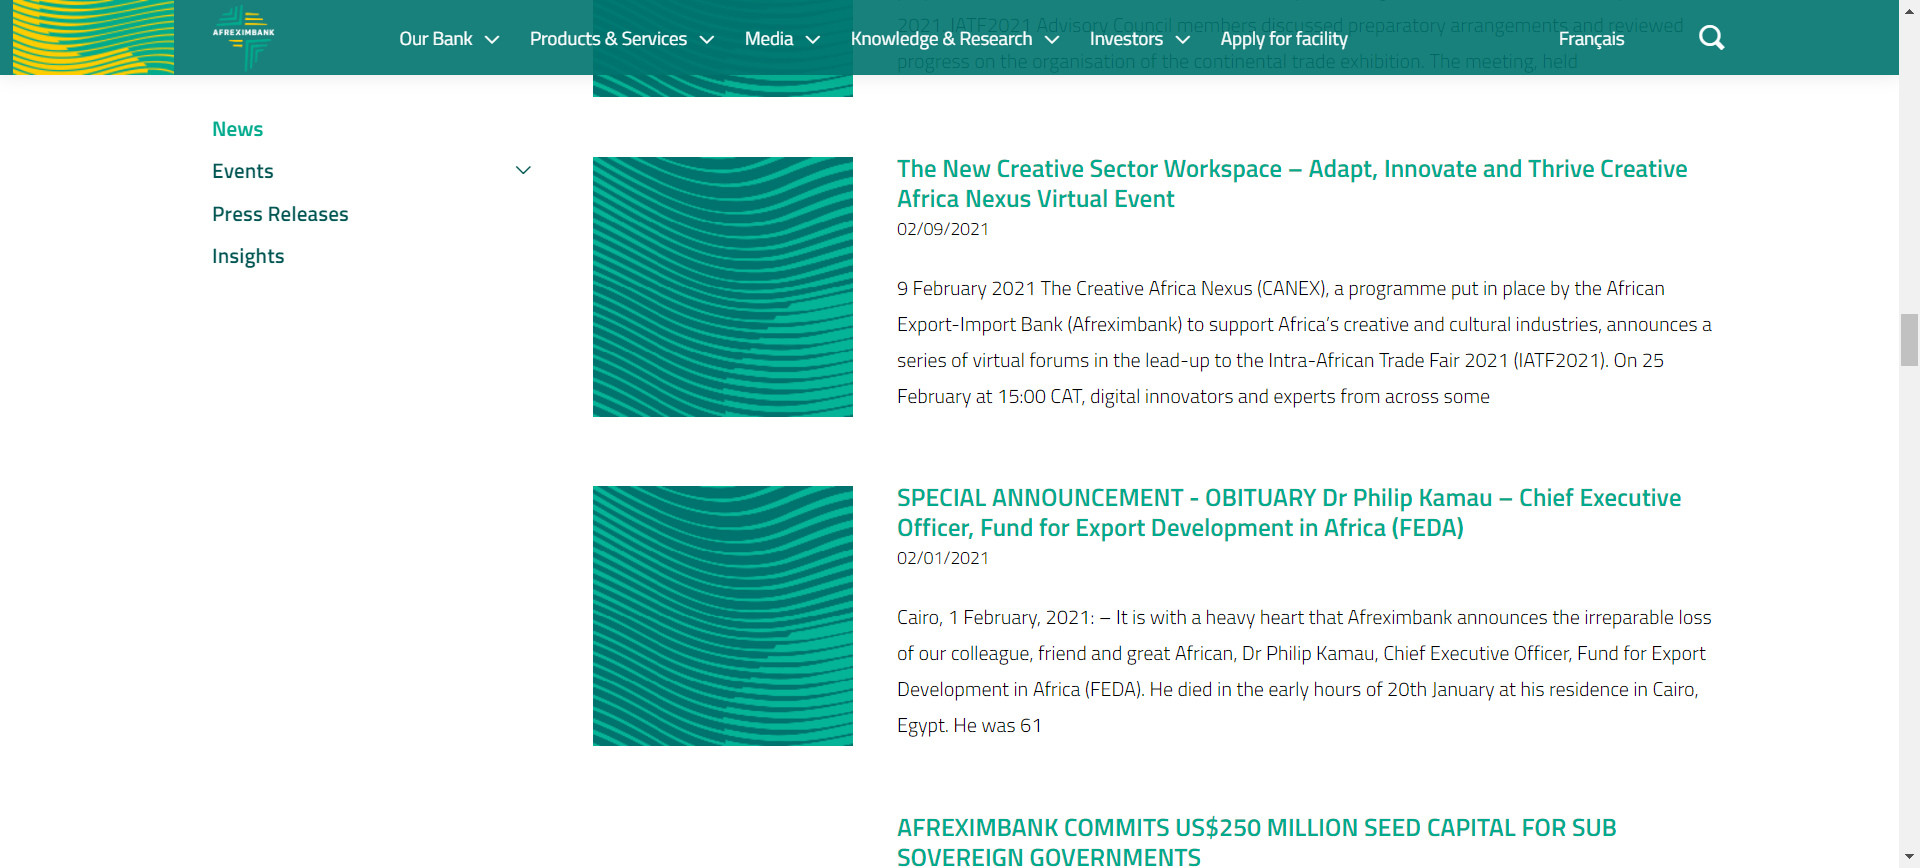 AFREXIMBANK
Our Bank
Products & Services
Media
Knowledge & Research
Investors
Apply for facility
Français
2021. IATF2021 Advisory Council members discussed preparatory arrangements and reviewed
progress on the organisation of the continental trade exhibition. The meeting, held
News
Events
Press Releases
Insights
The New Creative Sector Workspace – Adapt, Innovate and Thrive Creative
Africa Nexus Virtual Event
02/09/2021
9 February 2021 The Creative Africa Nexus (CANEX), a programme put in place by the African
Export-Import Bank (Afreximbank) to support Africa’s creative and cultural industries, announces a
series of virtual forums in the lead-up to the Intra-African Trade Fair 2021 (IATF2021). On 25
February at 15:00 CAT, digital innovators and experts from across some
SPECIAL ANNOUNCEMENT - OBITUARY Dr Philip Kamau – Chief Executive
Officer, Fund for Export Development in Africa (FEDA)
02/01/2021
Cairo, 1 February, 2021: – It is with a heavy heart that Afreximbank announces the irreparable loss
of our colleague, friend and great African, Dr Philip Kamau, Chief Executive Officer, Fund for Export
Development in Africa (FEDA). He died in the early hours of 20th January at his residence in Cairo,
Egypt. He was 61
AFREXIMBANK COMMITS US$250 MILLION SEED CAPITAL FOR SUB
SOVEREIGN GOVERNMENTS